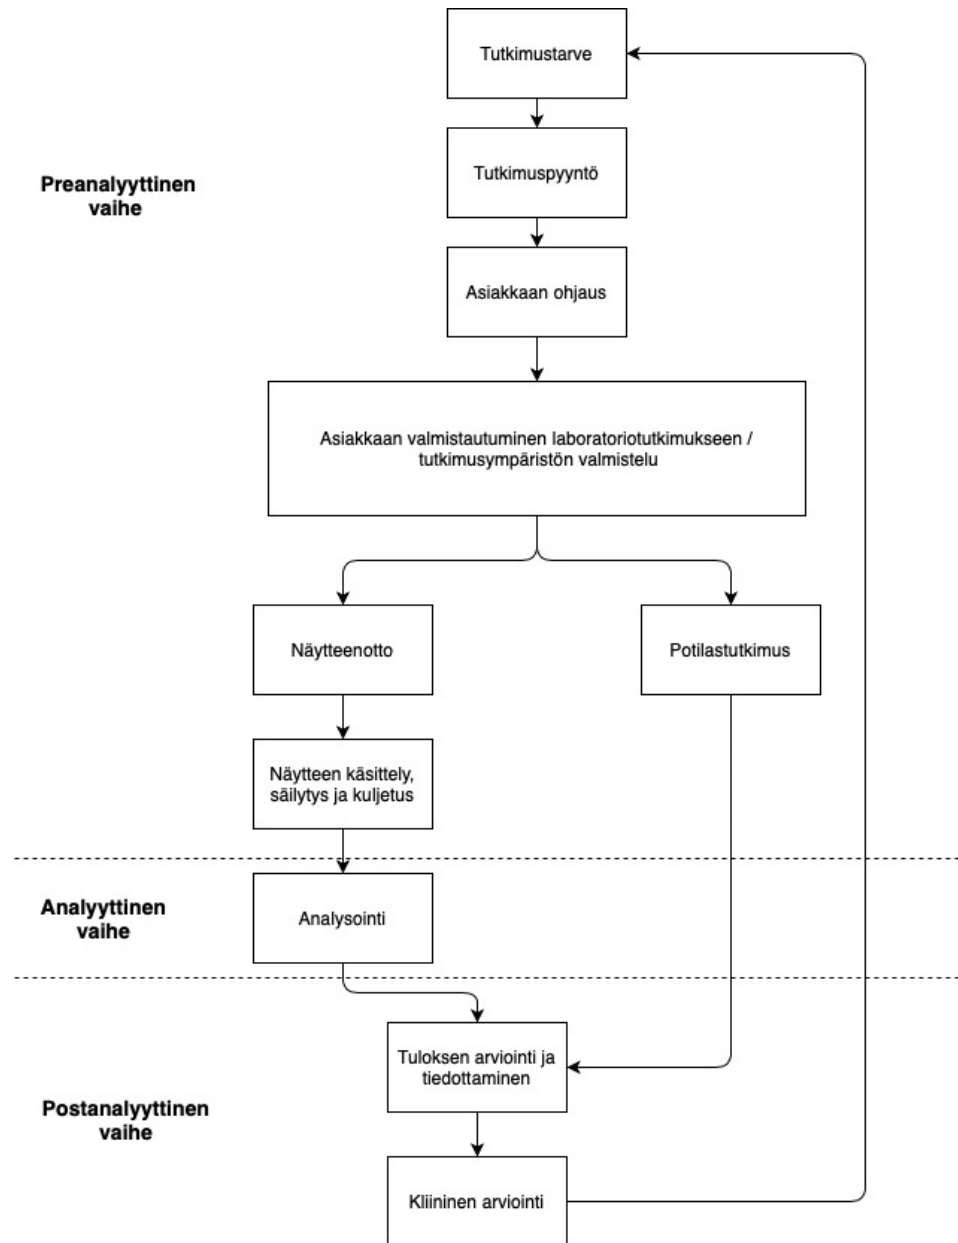 Tutkimustarve
Preanalyyttinen
vaihe
Tutkimuspyyntö
Asiakkaan ohjaus
Asiakkaan valmistautuminen laboratoriotutkimukseen /
tutkimusympäristön valmistelu
Näytteenotto
Potilastutkimus
Näytteen käsittely,
säilytys ja kuljetus
Analyyttinen
vaihe
Analysointi
Tuloksen arviointi ja
tiedottaminen
Postanalyyttinen
vaihe
Kliininen arviointi